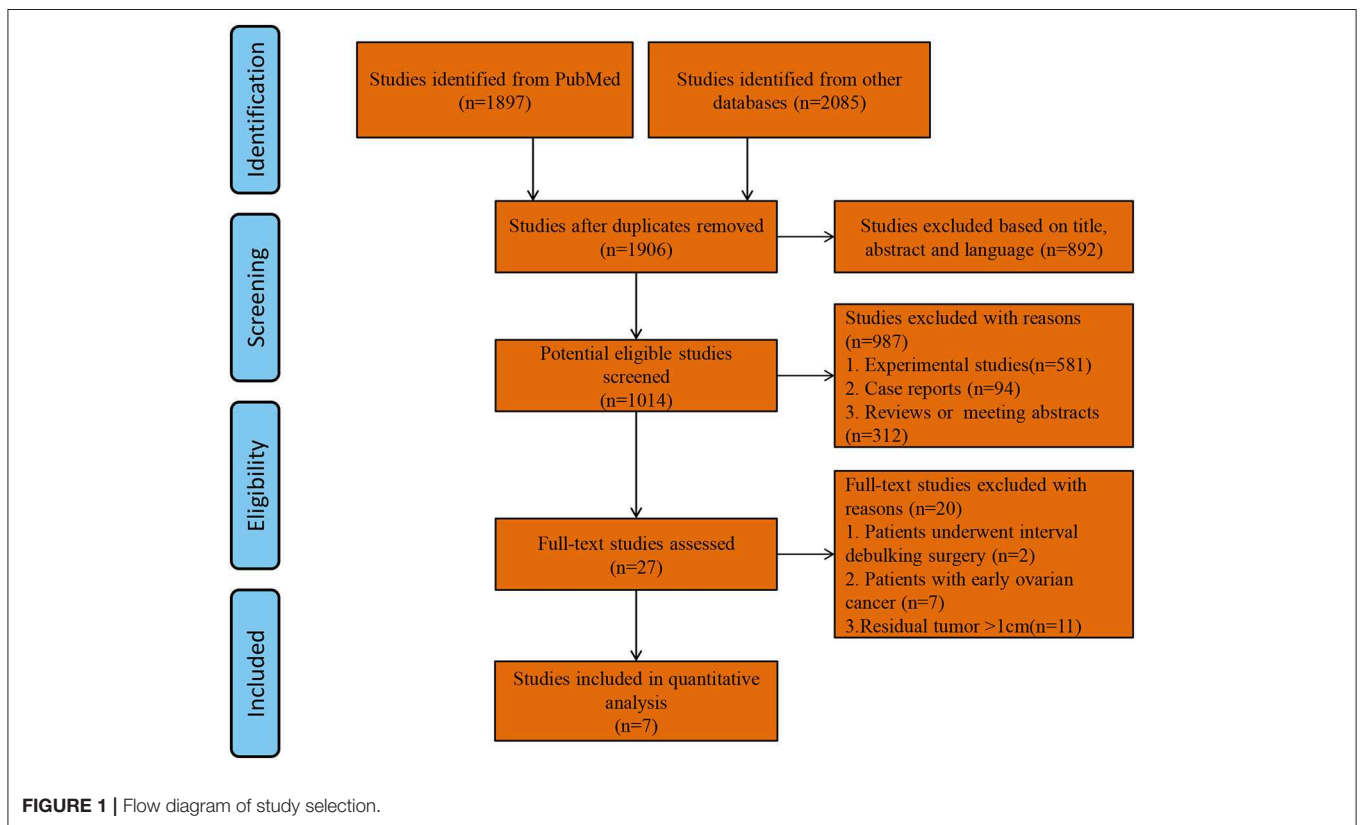 Identification
Studies identified from PubMed
(n=1897)
Studies identified from other
databases (n=2085)
Screening
Studies after duplicates removed
(n=1906)
Studies excluded based on title,
abstract and language (n=892)
Potential eligible studies
screened
(n=1014)
Studies excluded with reasons
(n=987)
1. Experimental studies(n=581)
2. Case reports (n=94)
3. Reviews or meeting abstracts
(n=312)
Eligibility
Full-text studies assessed
(n=27)
Full-text studies excluded with
reasons (n=20)
1. Patients underwent interval
debulking surgery (n=2)
2. Patients with early ovarian
cancer (n=7)
3.Residual tumor >1cm(n=11)
Included
Studies included in quantitative
analysis
(n=7)
FIGURE 1 | Flow diagram of study selection.